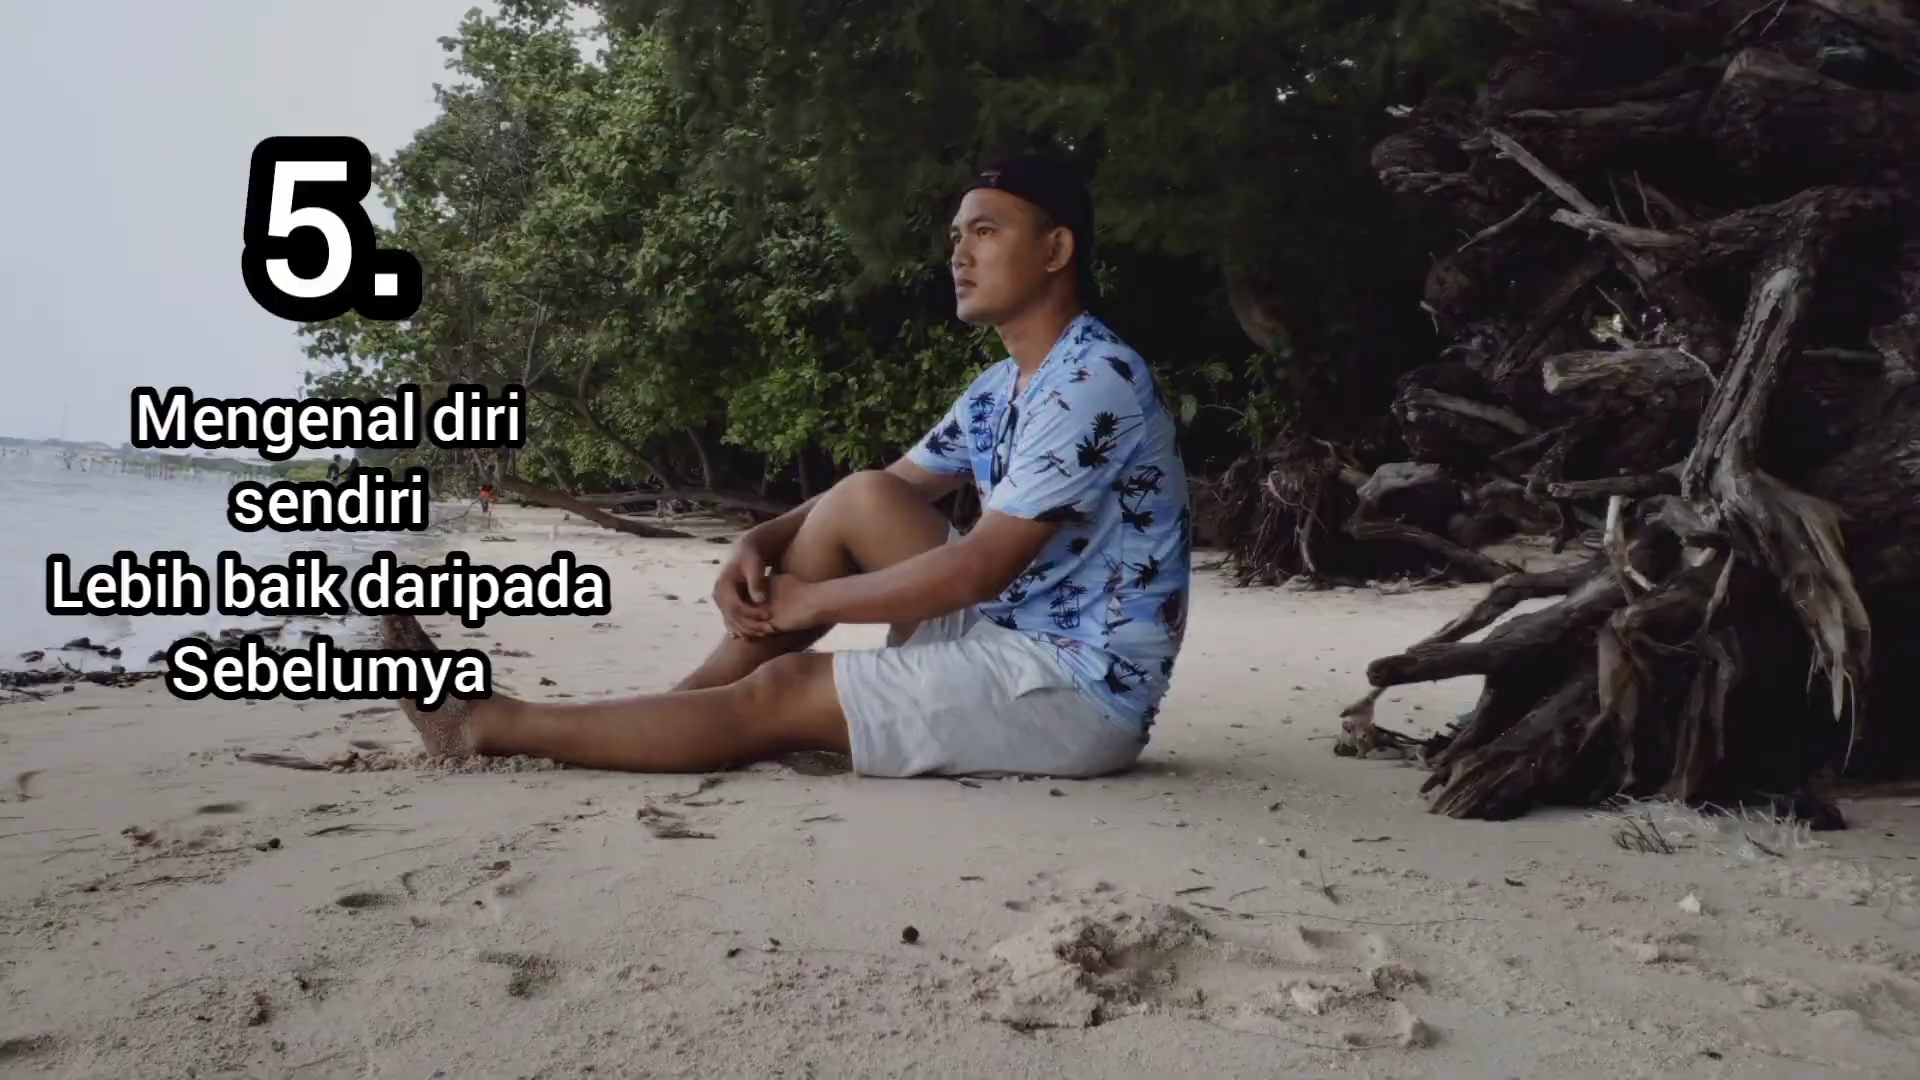 5.
Mengenal diri
sendiri
Lebih baik daripada
Sebelumya